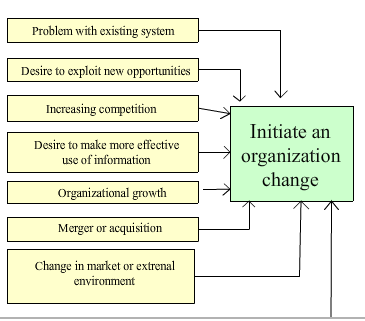 Problem with existing system
Desire to exploit new opportunities
Increasing competition
Desire to make more effective
use of information
Organizational growth
Merger or acquisition
Change in market or extrenal
environment
Initiate an
organization
change